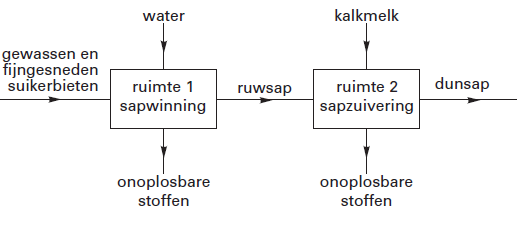 water
kalkmelk
gewassen en
fijngesneden
suikerbieten
ruimte 1
sapwinning
ruwsap
ruimte 2
sapzuivering
dunsap
onoplosbare
stoffen
onoplosbare
stoffen